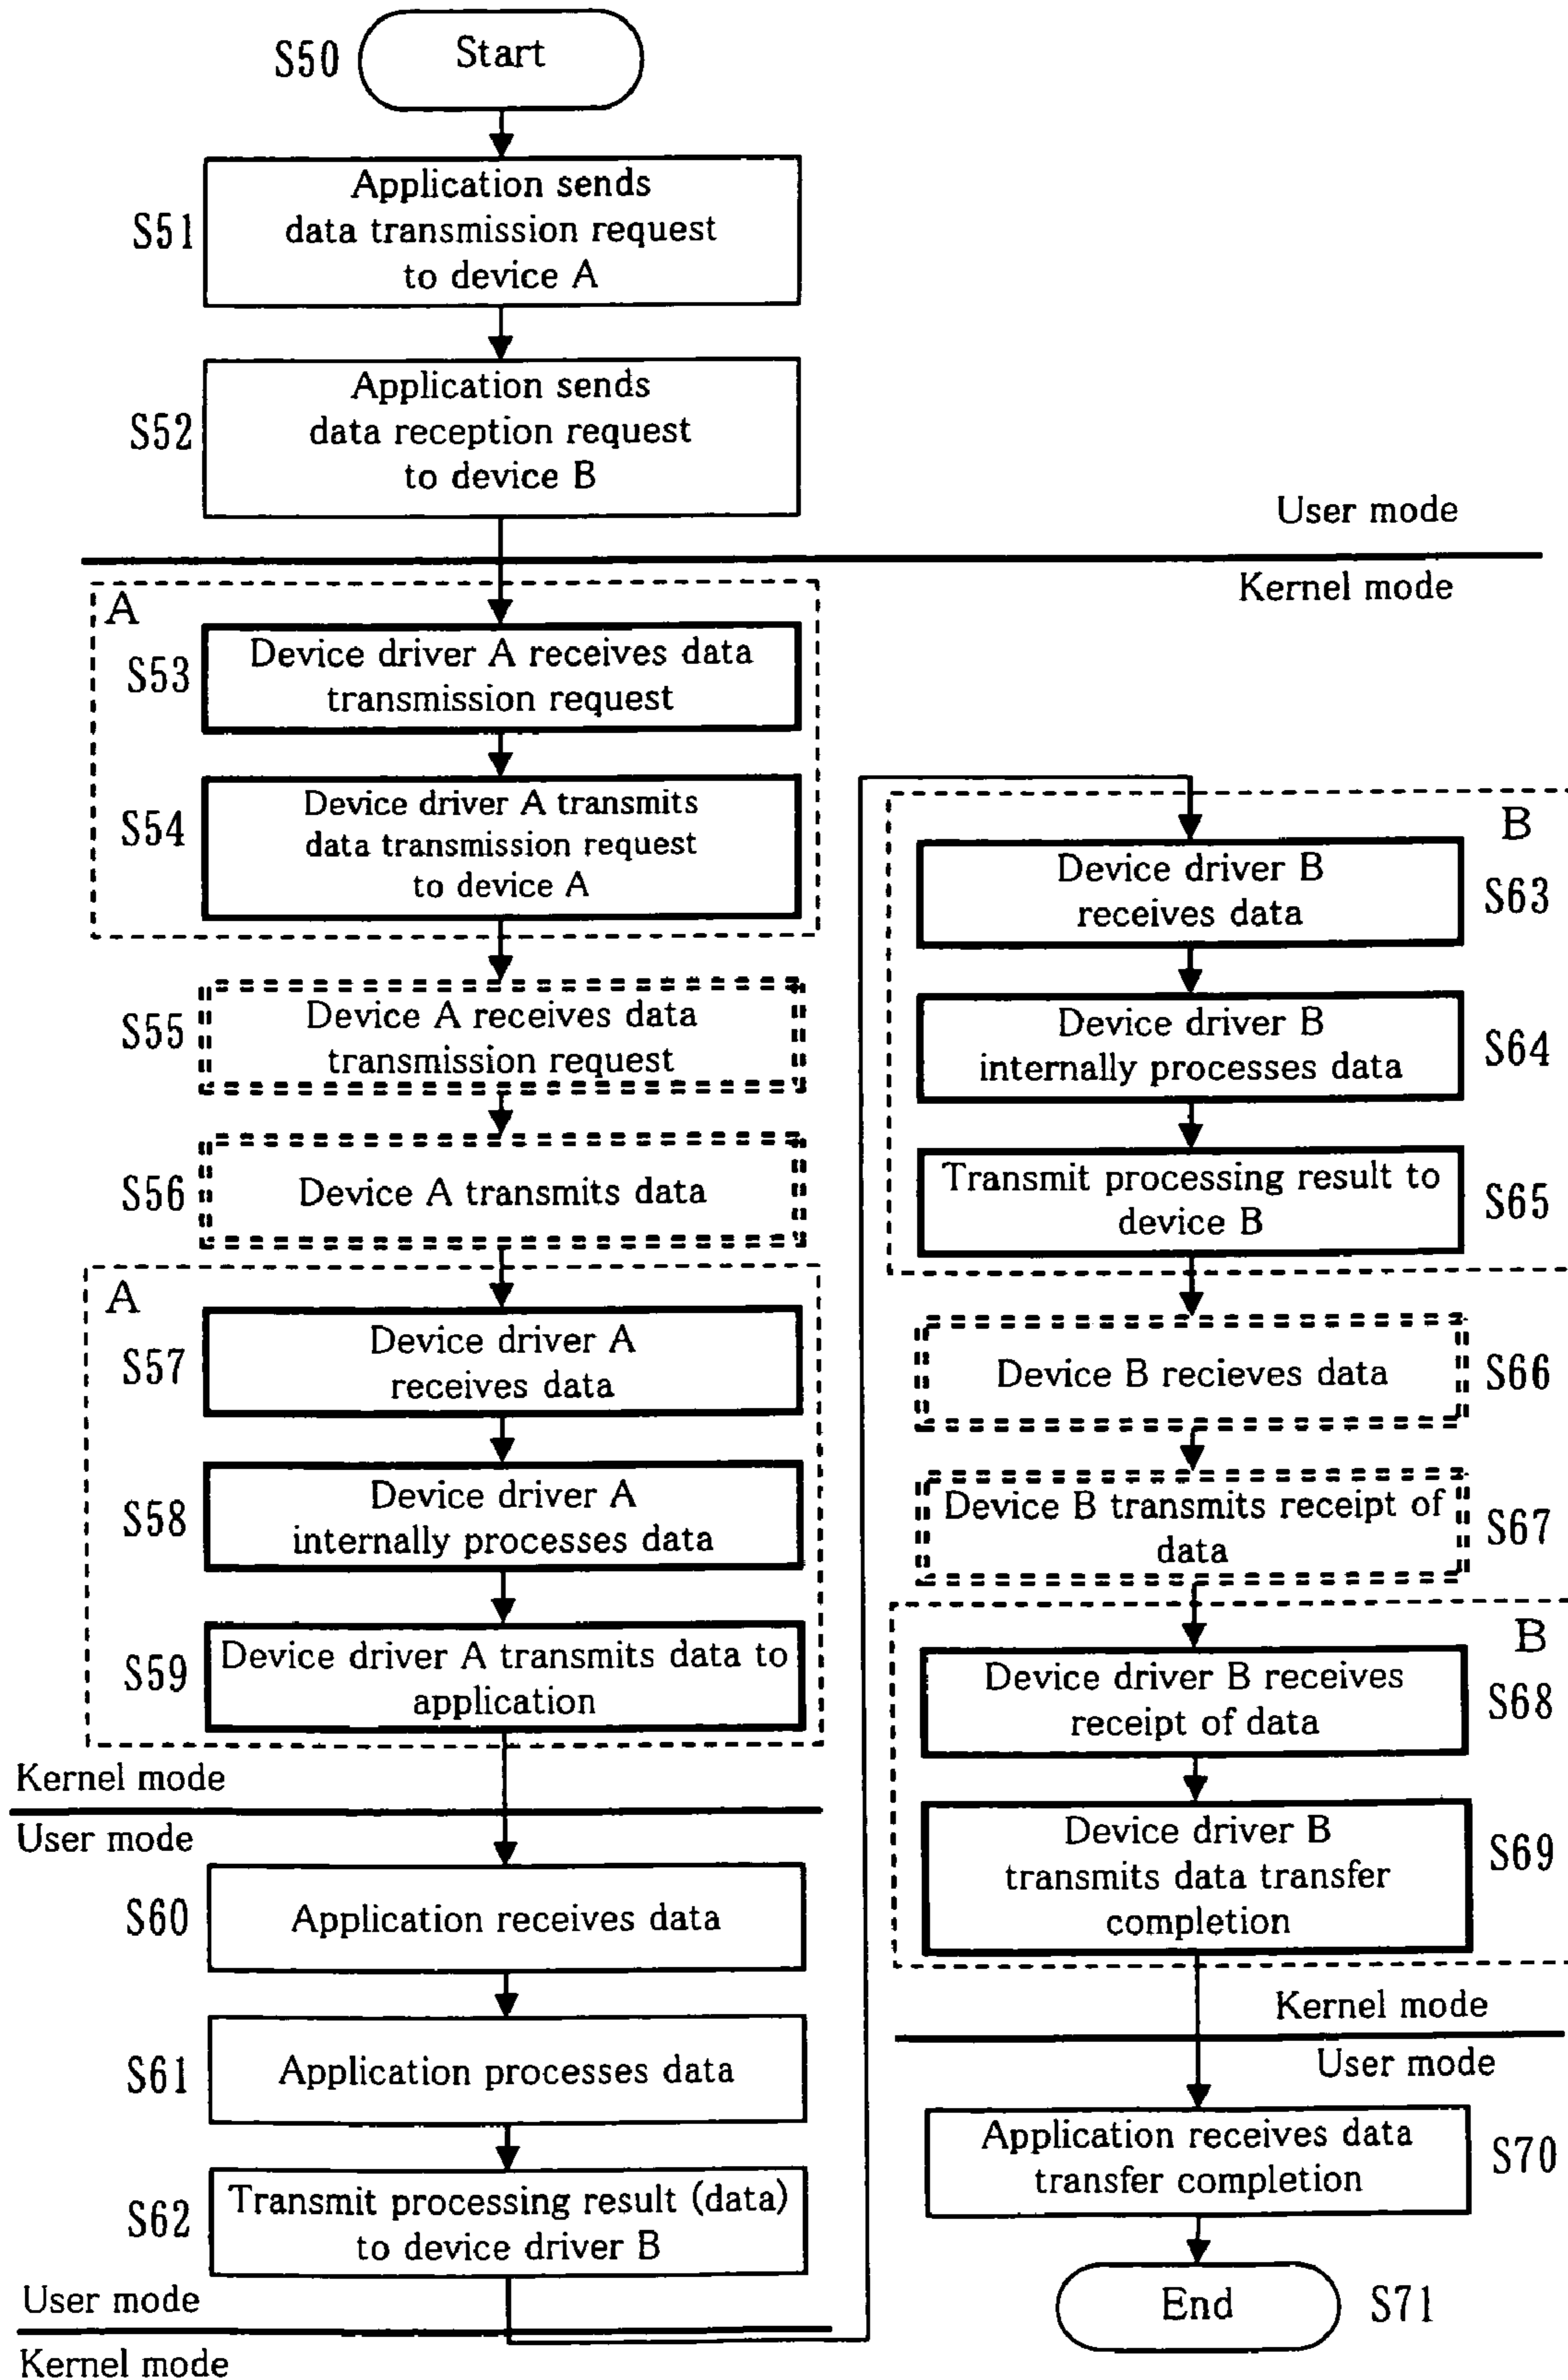 S50
Start
S51
Application sends
data transmission request
to device A
S52
Application sends
data reception request
to device B
User mode
Kernel mode
A
S53
Device driver A receives data
transmission request
S54
Device driver A transmits
data transmission request
to device A
S55
Device A receives data
transmission request
S56
Device A transmits data
A
S57
Device driver A
receives data
S58
Device driver A
internally processes data
S59
Device driver A transmits data to
application
Kernel mode
User mode
S60
Application receives data
S61
Application processes data
S62
Transmit processing result (data)
to device driver B
User mode
Kernel mode
B
Device driver B
receives data
S63
Device driver B
internally processes data
S64
Transmit processing result to
device B
S65
Device B recieves data
S66
Device B transmits receipt of
data
S67
B
Device driver B receives
receipt of data
S68
Device driver B
transmits data transfer
completion
S69
Kernel mode
User mode
Application receives data
transfer completion
S70
End
S71